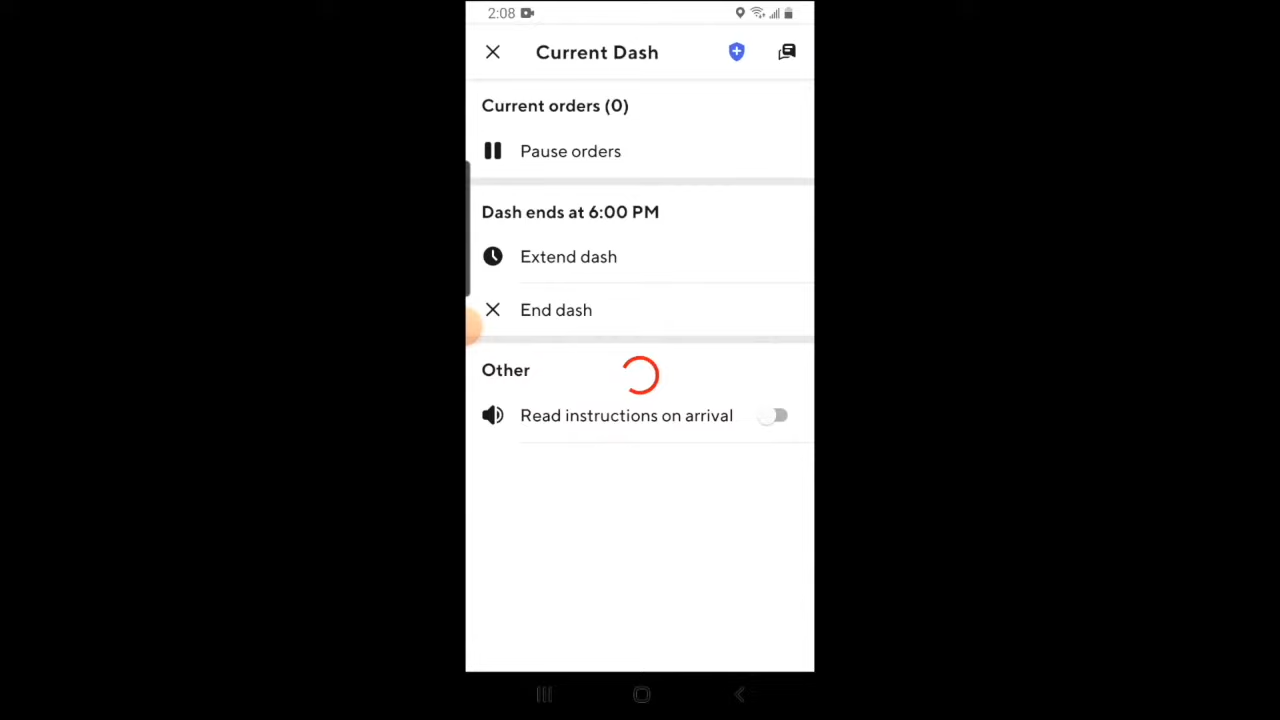 2:08
Current Dash
Current orders (0)
Pause orders
Dash ends at 6:00 PM
Extend dash
End dash
Other
Read instructions on arrival